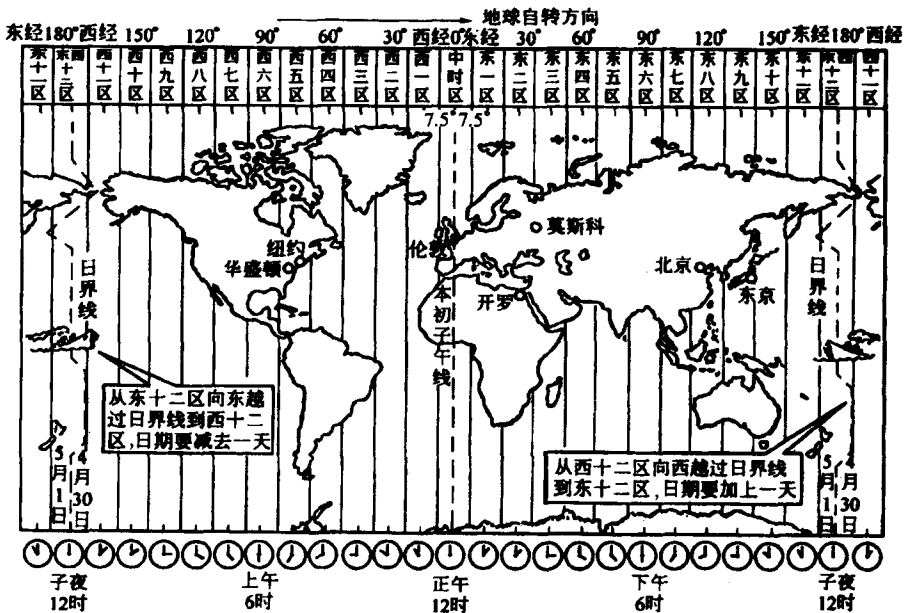 地球自转方向
东经180°西经 150° 120° 90° 60° 30° 西经0°东经 30° 60° 90° 120° 150° 东经180°西经
东十一区 东西十二区 西十一区 西十区 西九区 西八区 西七区 西六区 西五区 西四区 西三区 西二区 西一区 中时区 东一区 东二区 东三区 东四区 东五区 东六区 东七区 东八区 东九区 东十区 东十一区 东西十二区 西十一区
7.5° 7.5°
莫斯科
纽约
伦敦
华盛顿
北京
东京
开罗
日界线
本初子午线
日界线
从东十二区向东越
过日界线到西十二
区,日期要减去一天
从西十二区向西越过日界线
到东十二区,日期要加上一天
5月1日
4月30日
5月1日
4月30日
子夜 上午 正午 下午 子夜
12时 6时 12时 6时 12时